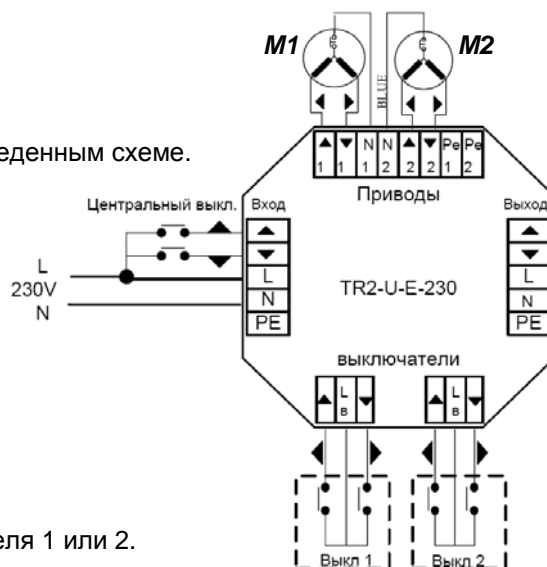 M1 M2
BLUE
еденным схеме.
▲ ▼ N N ▲ ▼ Pe Pe
1 1 1 2 2 2 1 2
Приводы
Центральный выкл. Вход Выход
▲ ▲
▼ ▼
L L L
230V
N N N
PE PE
TR2-U-E-230
выключатели
▲ L ▼ ▲ L ▼
в в
еля 1 или 2.
Выкл 1 Выкл 2